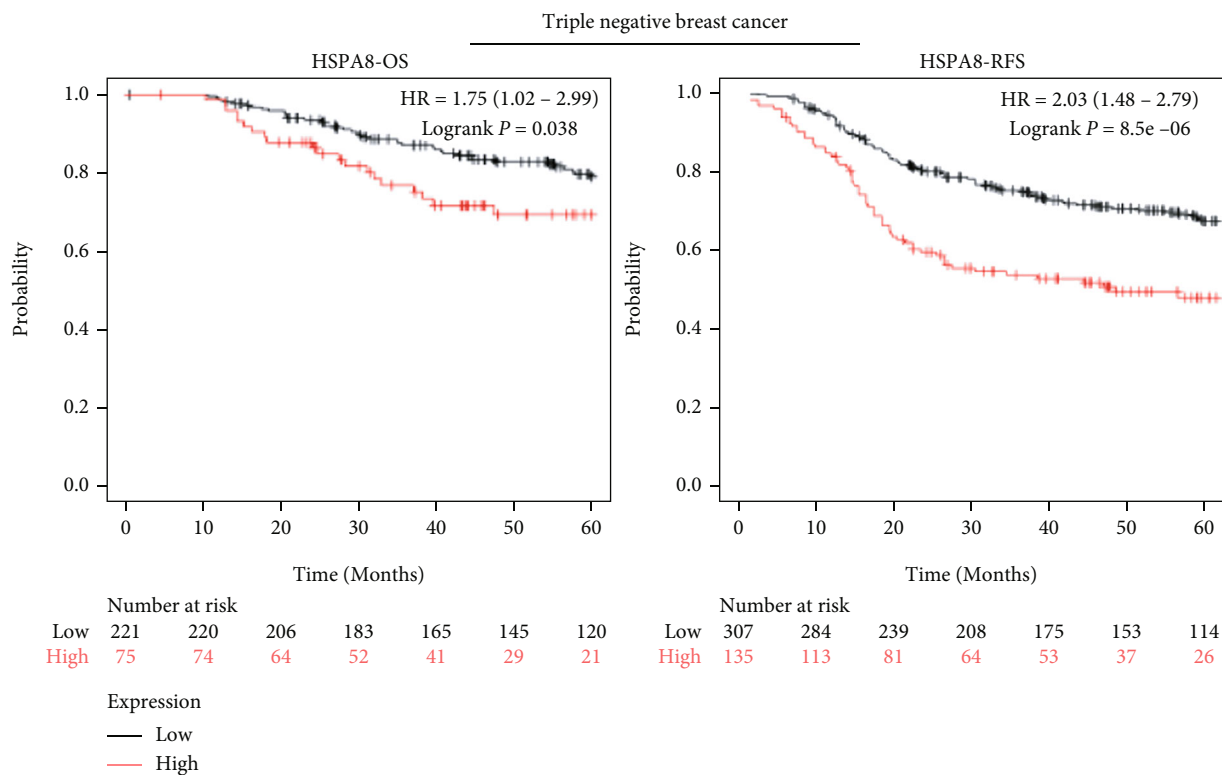 Triple negative breast cancer
HSPA8-OS
HR = 1.75 (1.02 – 2.99)
Logrank P = 0.038
Probability
1.0
0.8
0.6
0.4
0.2
0.0
0 10 20 30 40 50 60
Time (Months)
Number at risk
Low 221 220 206 183 165 145 120
High 75 74 64 52 41 29 21
HSPA8-RFS
HR = 2.03 (1.48 – 2.79)
Logrank P = 8.5e –06
Probability
1.0
0.8
0.6
0.4
0.2
0.0
0 10 20 30 40 50 60
Time (Months)
Number at risk
Low 307 284 239 208 175 153 114
High 135 113 81 64 53 37 26
Expression
Low
High